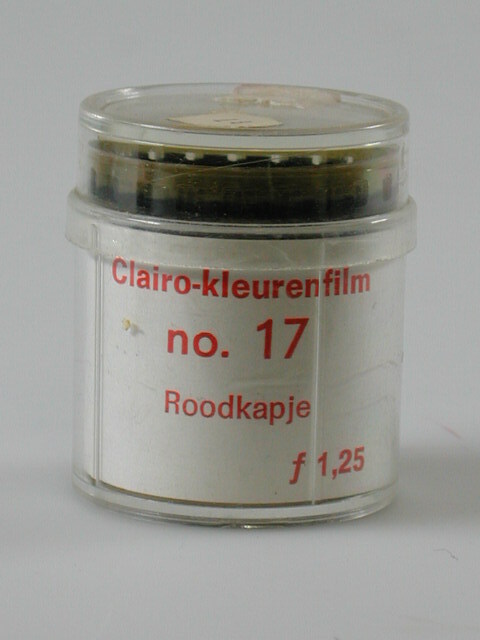 Clairo-kleurenfilm
no. 17
Roodkapje
ƒ 1,25